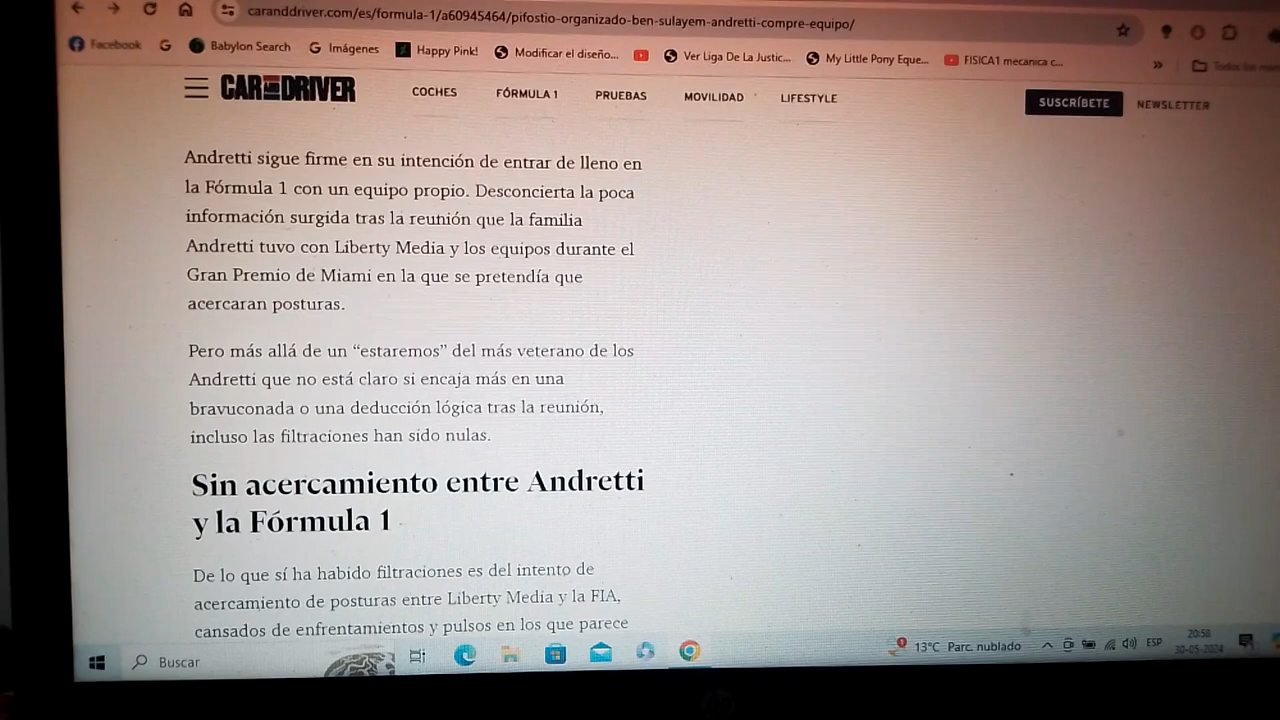 caranddriver.com/es/formula-1/a60945464/pifostio-organizado-ben-sulayem-andretti-compre-equipo/
Facebook Babylon Search Imágenes Happy Pink! Modificar el diseño... Ver Liga De La Justic... My Little Pony Eque... FISICA1 mecanica c... »
CAR AND DRIVER COCHES FÓRMULA 1 PRUEBAS MOVILIDAD LIFESTYLE SUSCRÍBETE NEWSLETTER
Andretti sigue firme en su intención de entrar de lleno en
la Fórmula 1 con un equipo propio. Desconcierta la poca
información surgida tras la reunión que la familia
Andretti tuvo con Liberty Media y los equipos durante el
Gran Premio de Miami en la que se pretendía que
acercaran posturas.
Pero más allá de un “estaremos” del más veterano de los
Andretti que no está claro si encaja más en una
bravuconada o una deducción lógica tras la reunión,
incluso las filtraciones han sido nulas.
Sin acercamiento entre Andretti
y la Fórmula 1
De lo que sí ha habido filtraciones es del intento de
acercamiento de posturas entre Liberty Media y la FIA,
cansados de enfrentamientos y pulsos en los que parece
Buscar 13°C Parc. nublado ESP 20:58
30-05-2024